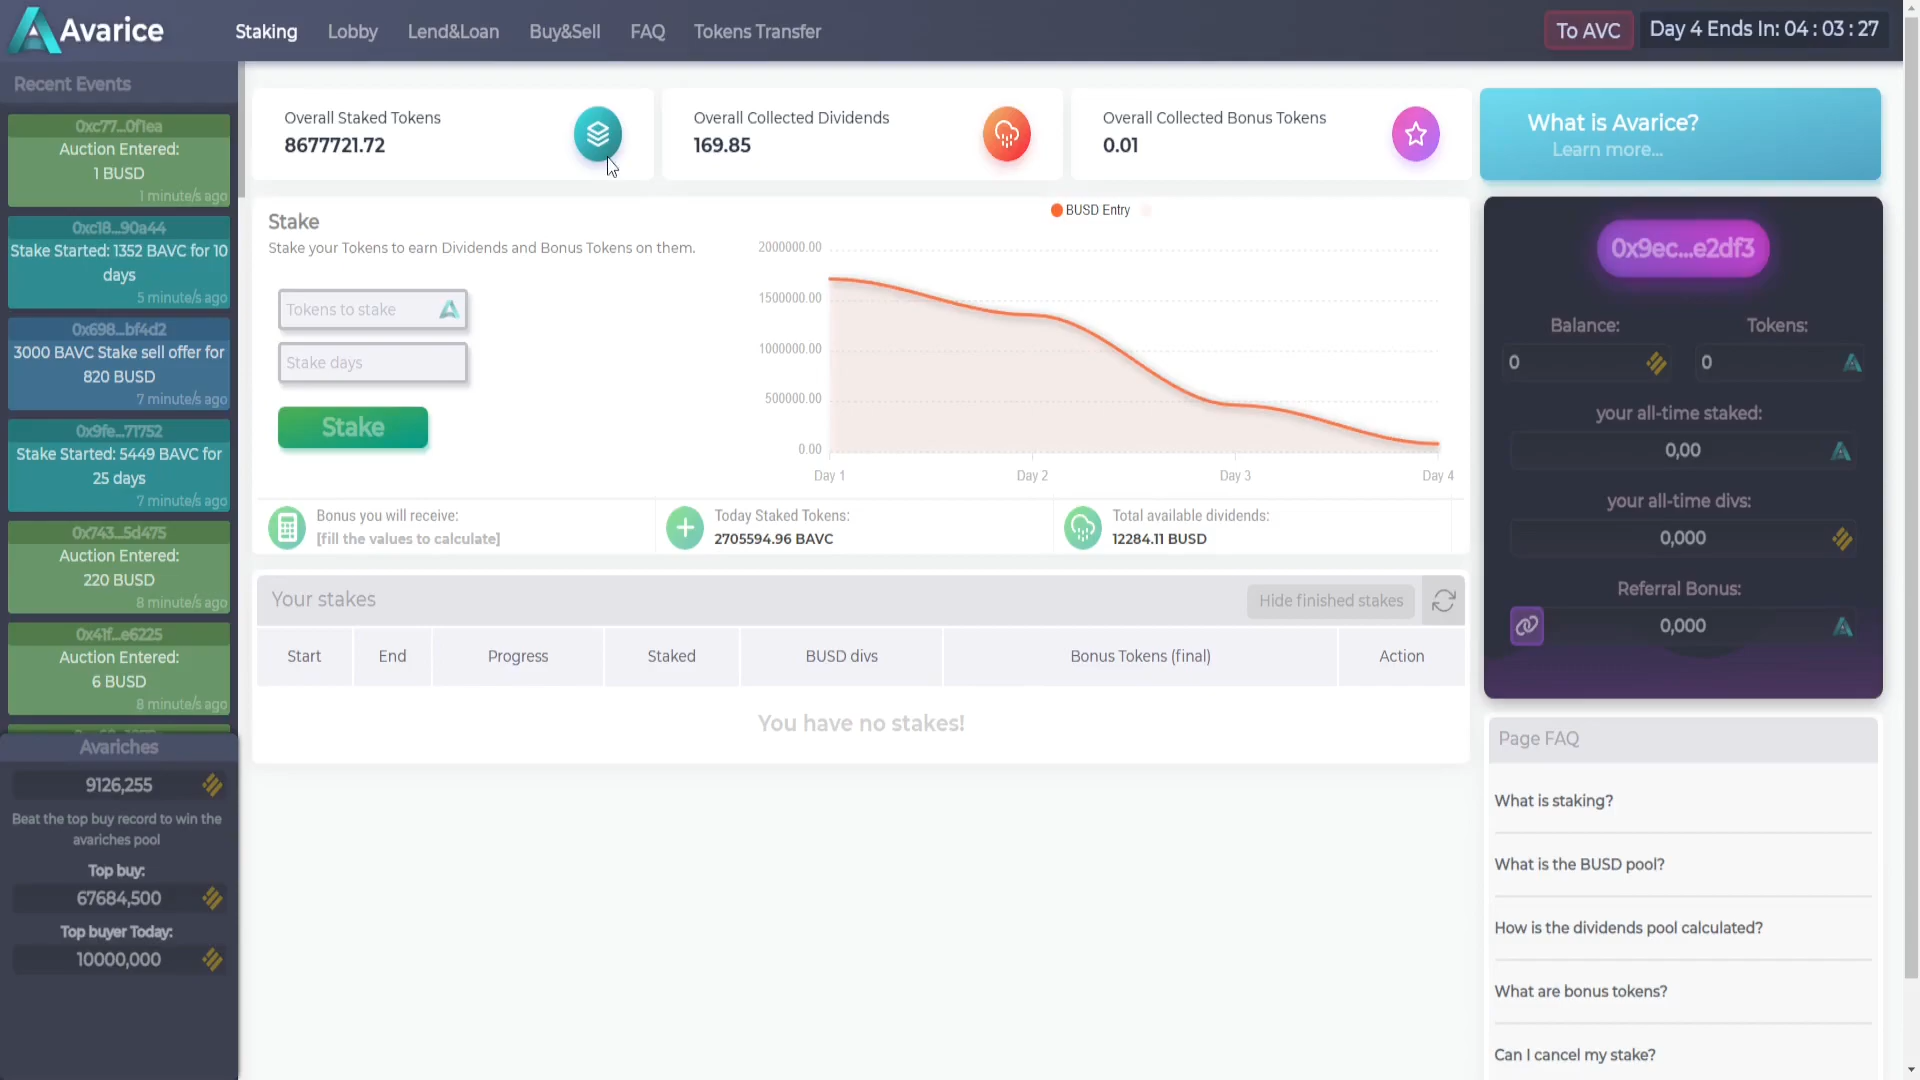 Avarice
Staking
Lobby
Lend&Loan
Buy&Sell
FAQ
Tokens Transfer
To AVC
Day 4 Ends In: 04 : 03 : 27
Recent Events
0xc77...0f1ea
Auction Entered:
1 BUSD
1 minute/s ago
0xc18...90a44
Stake Started: 1352 BAVC for 10
days
5 minute/s ago
0x698...bf4d2
3000 BAVC Stake sell offer for
820 BUSD
7 minute/s ago
0x9fe...71752
Stake Started: 5449 BAVC for
25 days
7 minute/s ago
0x743...5d475
Auction Entered:
220 BUSD
8 minute/s ago
0x41f...e6225
Auction Entered:
6 BUSD
8 minute/s ago
Avariches
9126,255
Beat the top buy record to win the
avariches pool
Top buy:
67684,500
Top buyer Today:
10000,000
Overall Staked Tokens
8677721.72
Overall Collected Dividends
169.85
Overall Collected Bonus Tokens
0.01
What is Avarice?
Learn more...
Stake
Stake your Tokens to earn Dividends and Bonus Tokens on them.
Tokens to stake
Stake days
Stake
BUSD Entry
2000000.00
1500000.00
1000000.00
500000.00
0.00
Day 1
Day 2
Day 3
Day 4
Bonus you will receive:
[fill the values to calculate]
Today Staked Tokens:
2705594.96 BAVC
Total available dividends:
12284.11 BUSD
Your stakes
Hide finished stakes
Start
End
Progress
Staked
BUSD divs
Bonus Tokens (final)
Action
You have no stakes!
0x9ec...e2df3
Balance:
Tokens:
0
0
your all-time staked:
0,00
your all-time divs:
0,000
Referral Bonus:
0,000
Page FAQ
What is staking?
What is the BUSD pool?
How is the dividends pool calculated?
What are bonus tokens?
Can I cancel my stake?